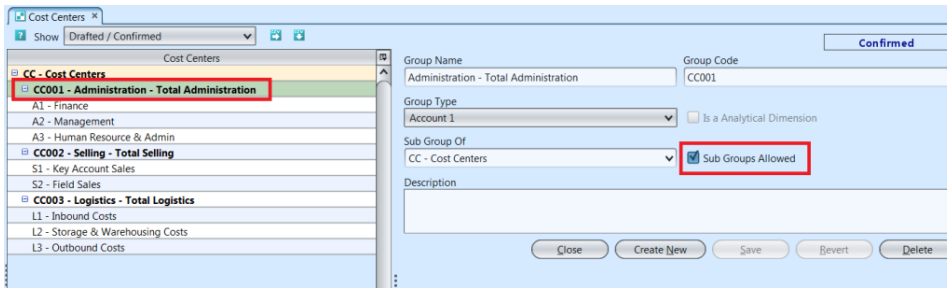 Cost Centers
Show Drafted / Confirmed
Cost Centers
CC - Cost Centers
CC001 - Administration - Total Administration
A1 - Finance
A2 - Management
A3 - Human Resource & Admin
CC002 - Selling - Total Selling
S1 - Key Account Sales
S2 - Field Sales
CC003 - Logistics - Total Logistics
L1 - Inbound Costs
L2 - Storage & Warehousing Costs
L3 - Outbound Costs
Confirmed
Group Name Group Code
Administration - Total Administration CC001
Group Type
Account 1 Is a Analytical Dimension
Sub Group Of
CC - Cost Centers Sub Groups Allowed
Description
Close Create New Save Revert Delete